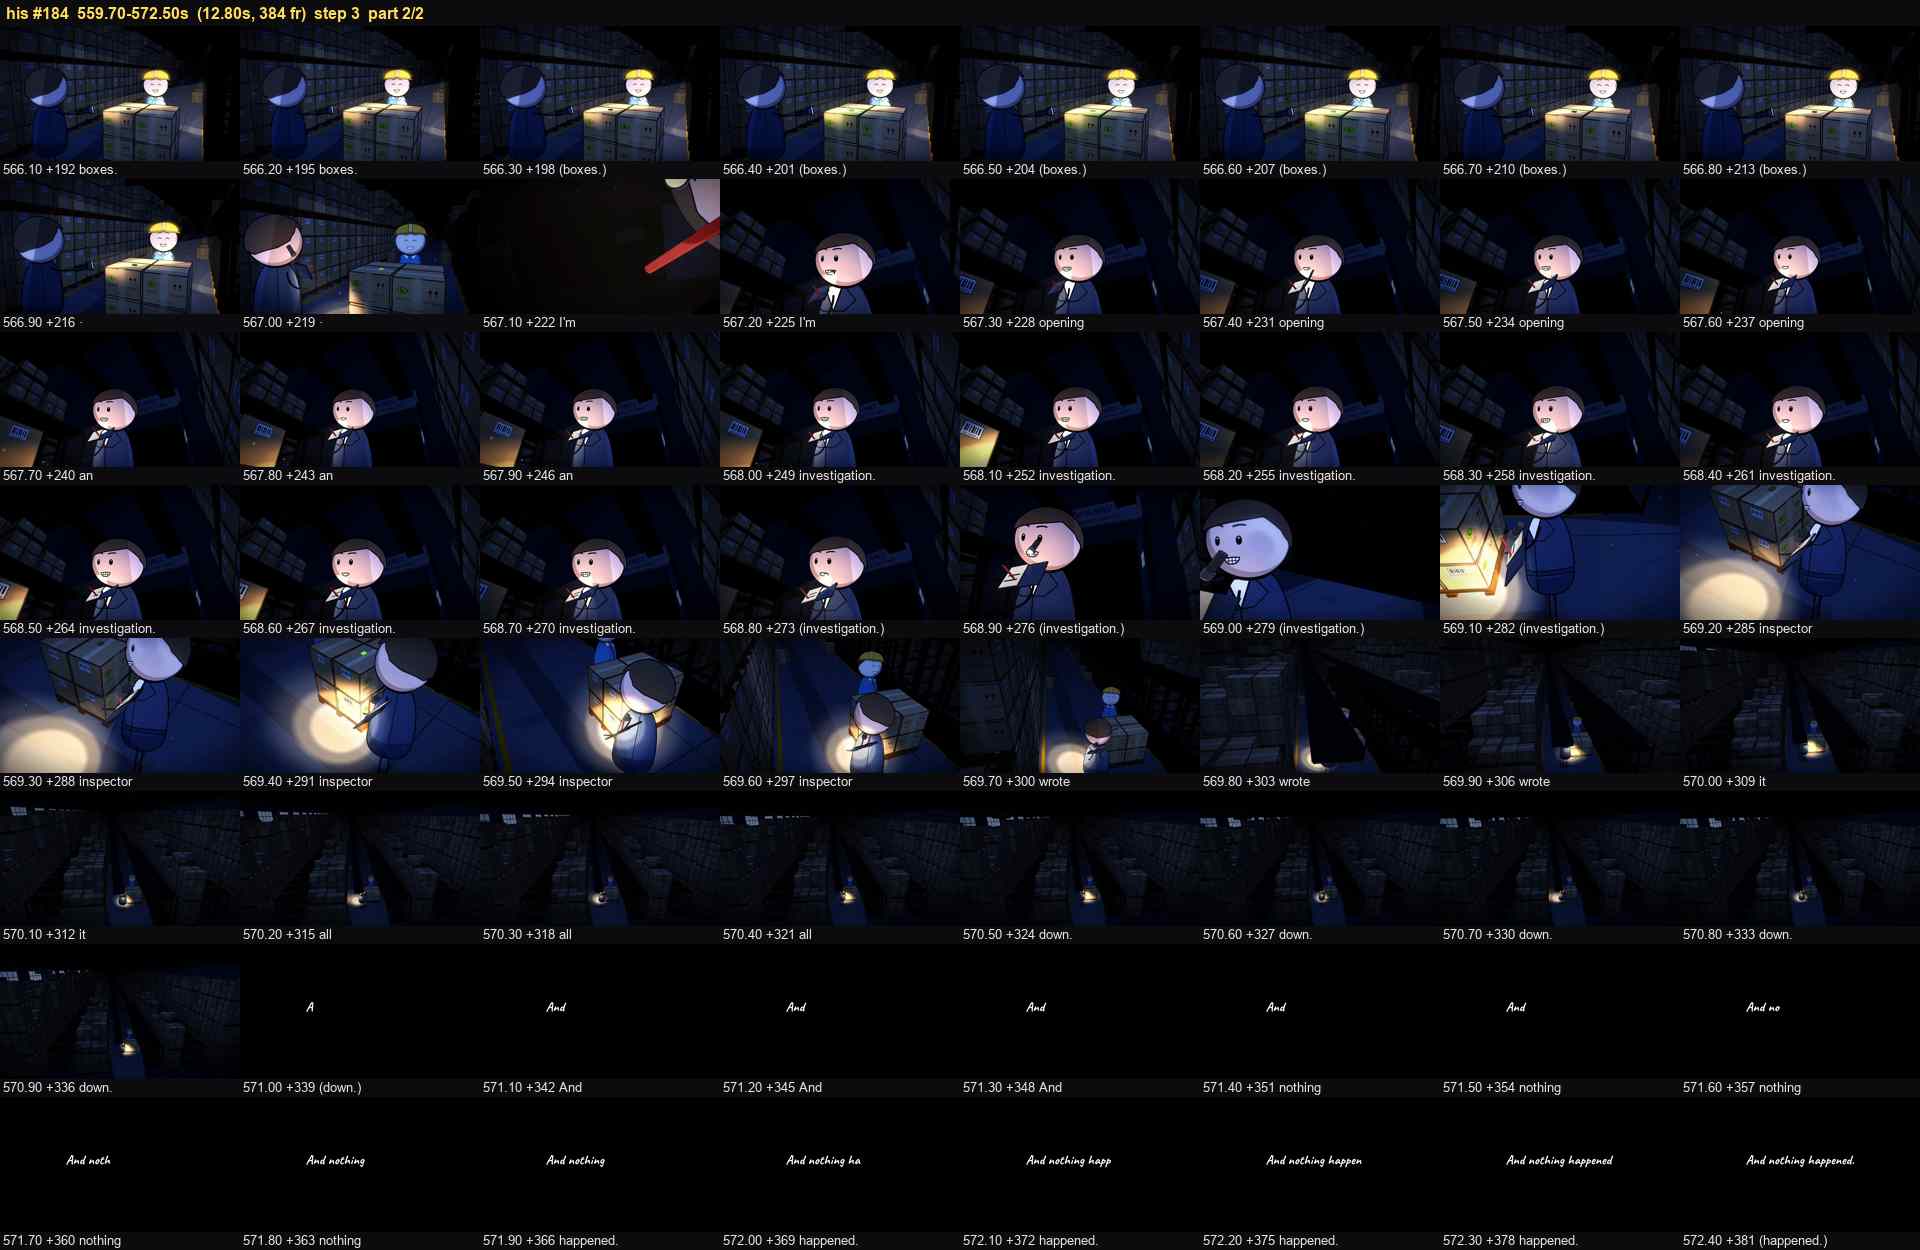 his #184 559.70-572.50s (12.80s, 384 fr) step 3 part 2/2
566.10 +192 boxes.
566.20 +195 boxes.
566.30 +198 (boxes.)
566.40 +201 (boxes.)
566.50 +204 (boxes.)
566.60 +207 (boxes.)
566.70 +210 (boxes.)
566.80 +213 (boxes.)
566.90 +216 ·
567.00 +219 ·
567.10 +222 I'm
567.20 +225 I'm
567.30 +228 opening
567.40 +231 opening
567.50 +234 opening
567.60 +237 opening
567.70 +240 an
567.80 +243 an
567.90 +246 an
568.00 +249 investigation.
568.10 +252 investigation.
568.20 +255 investigation.
568.30 +258 investigation.
568.40 +261 investigation.
568.50 +264 investigation.
568.60 +267 investigation.
568.70 +270 investigation.
568.80 +273 (investigation.)
568.90 +276 (investigation.)
569.00 +279 (investigation.)
569.10 +282 (investigation.)
569.20 +285 inspector
569.30 +288 inspector
569.40 +291 inspector
569.50 +294 inspector
569.60 +297 inspector
569.70 +300 wrote
569.80 +303 wrote
569.90 +306 wrote
570.00 +309 it
570.10 +312 it
570.20 +315 all
570.30 +318 all
570.40 +321 all
570.50 +324 down.
570.60 +327 down.
570.70 +330 down.
570.80 +333 down.
A
And
And
And
And
And
And no
570.90 +336 down.
571.00 +339 (down.)
571.10 +342 And
571.20 +345 And
571.30 +348 And
571.40 +351 nothing
571.50 +354 nothing
571.60 +357 nothing
And noth
And nothing
And nothing
And nothing ha
And nothing happ
And nothing happen
And nothing happened
And nothing happened.
571.70 +360 nothing
571.80 +363 nothing
571.90 +366 happened.
572.00 +369 happened.
572.10 +372 happened.
572.20 +375 happened.
572.30 +378 happened.
572.40 +381 (happened.)